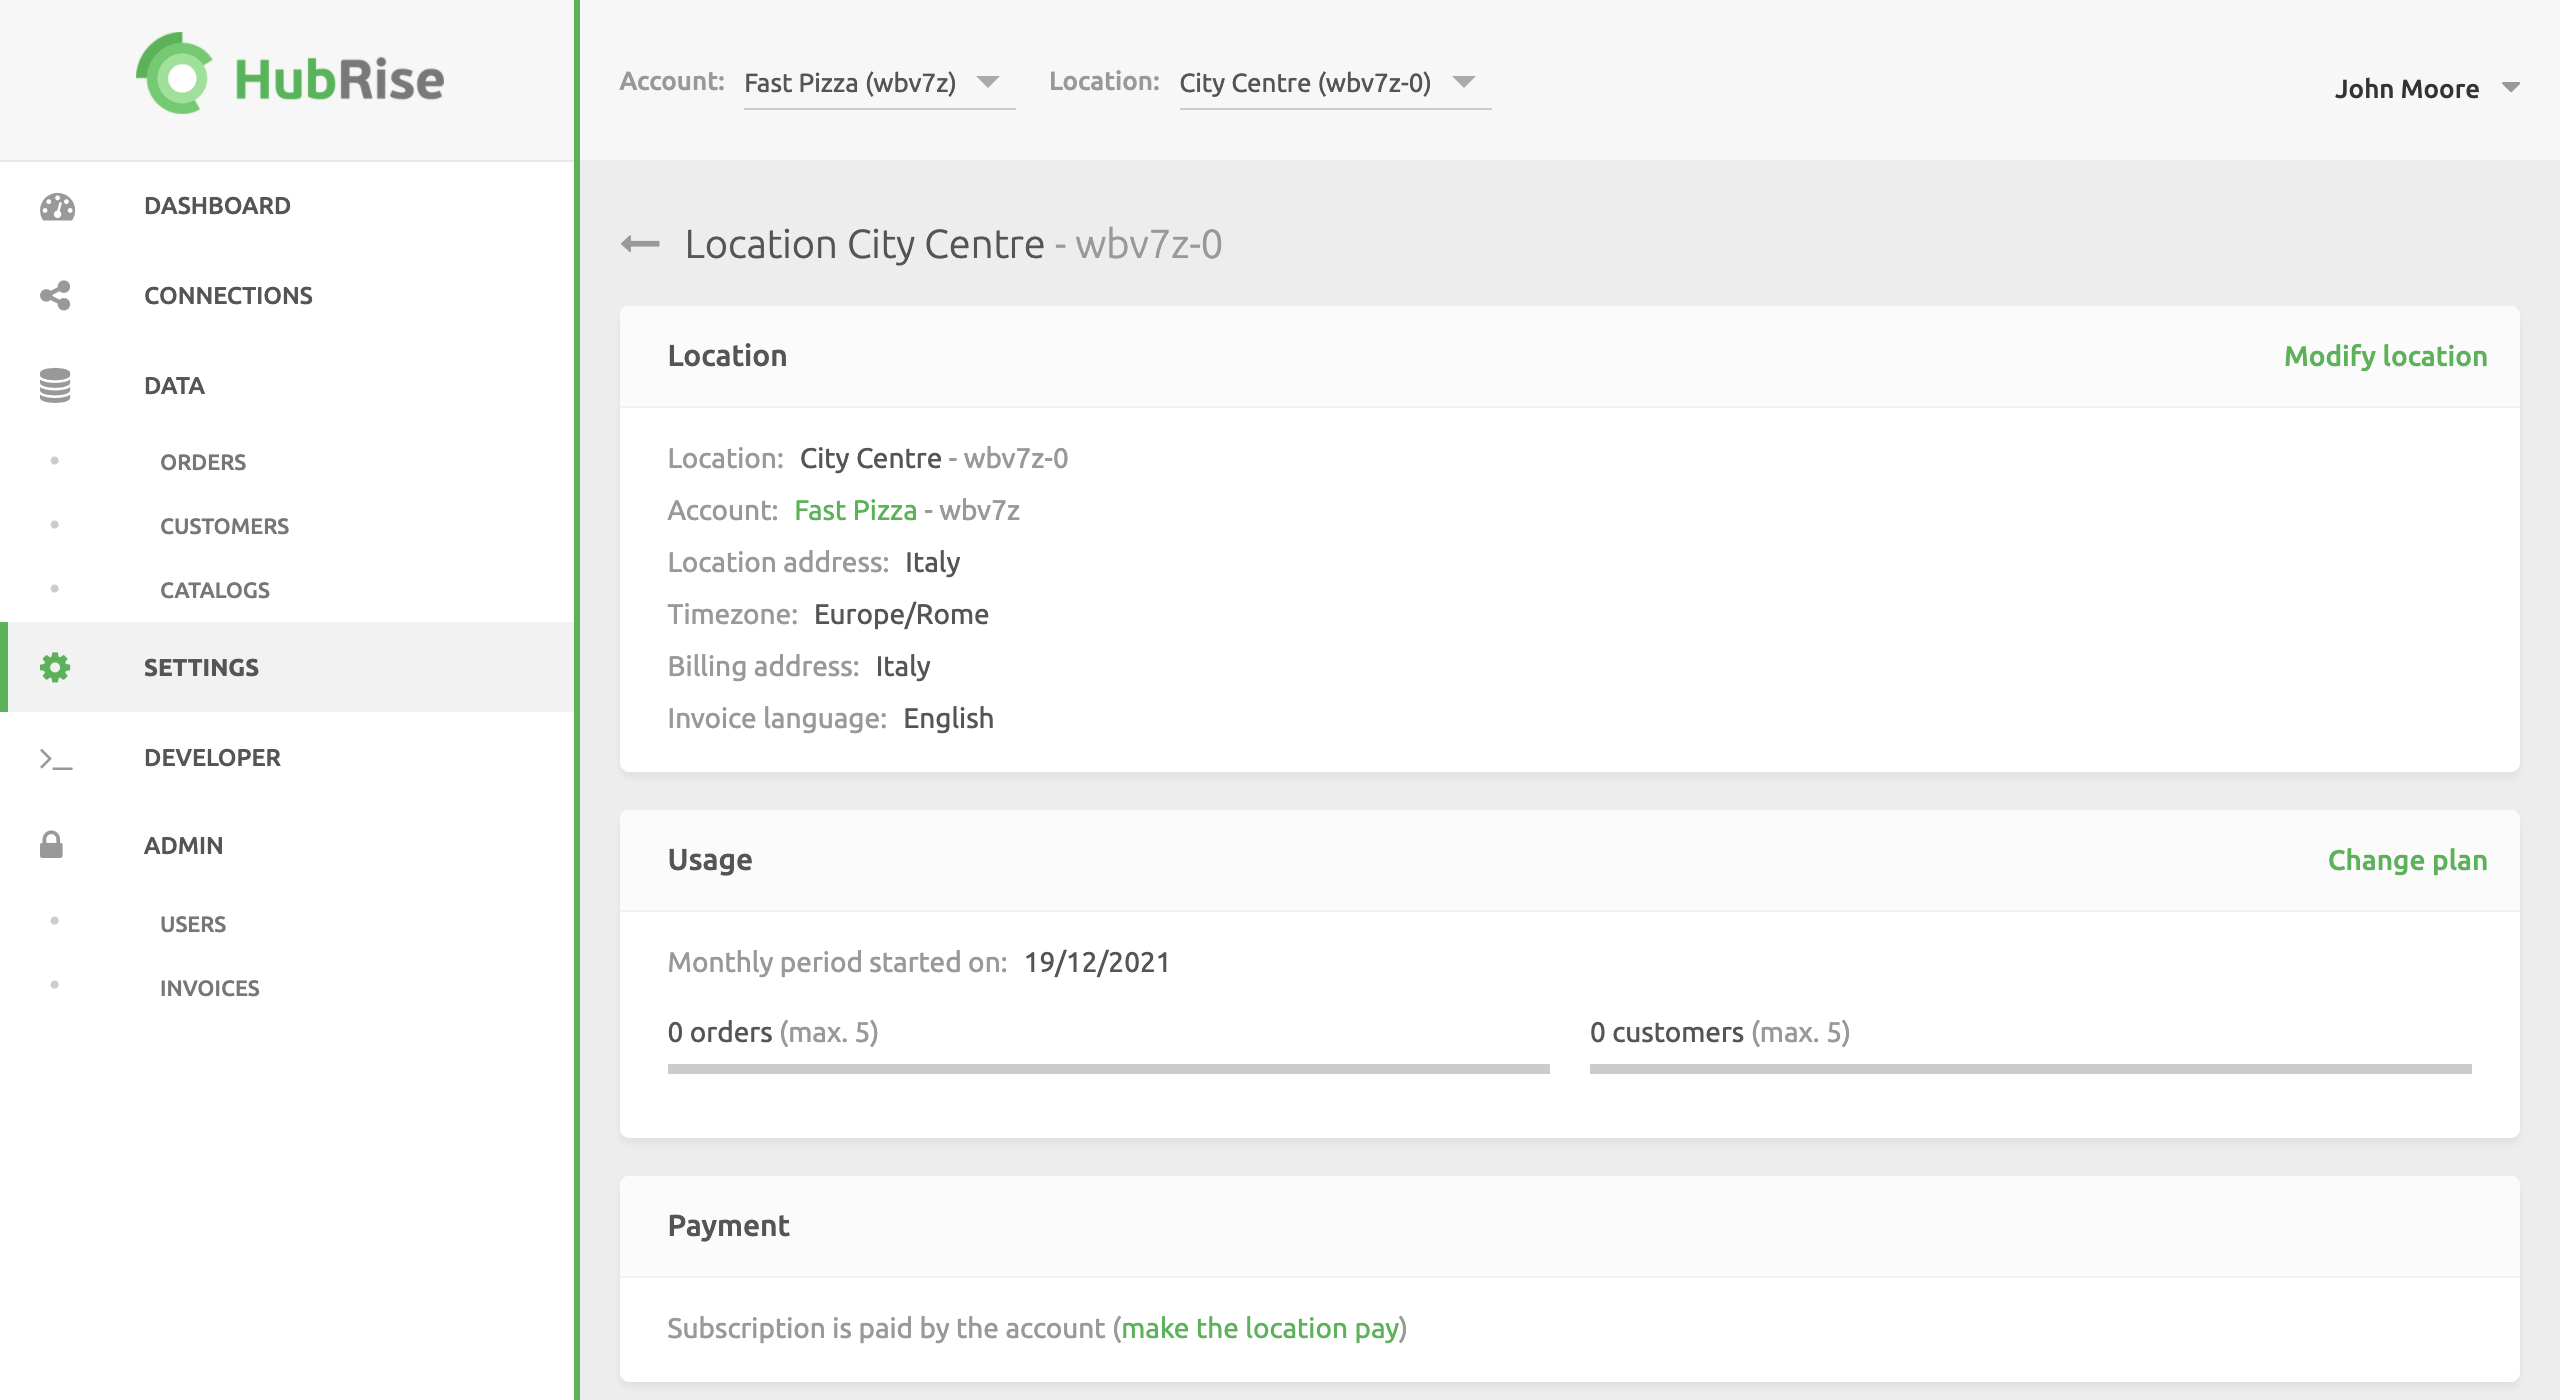 HubRise
Account: Fast Pizza (wbv7z) Location: City Centre (wbv7z-0) John Moore
DASHBOARD
CONNECTIONS
DATA
ORDERS
CUSTOMERS
CATALOGS
SETTINGS
DEVELOPER
ADMIN
USERS
INVOICES
Location City Centre - wbv7z-0
Location Modify location
Location: City Centre - wbv7z-0
Account: Fast Pizza - wbv7z
Location address: Italy
Timezone: Europe/Rome
Billing address: Italy
Invoice language: English
Usage Change plan
Monthly period started on: 19/12/2021
0 orders (max. 5) 0 customers (max. 5)
Payment
Subscription is paid by the account (make the location pay)